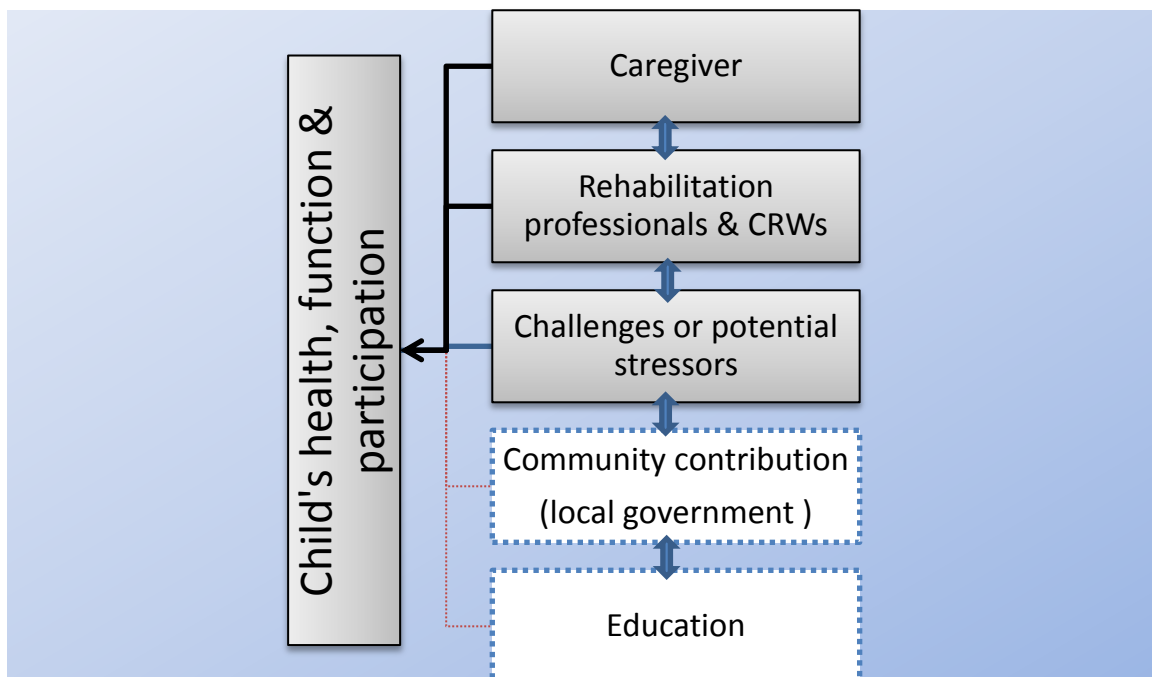 Child's health, function &
participation
Caregiver
Rehabilitation
professionals & CRWs
Challenges or potential
stressors
Community contribution
(local government )
Education